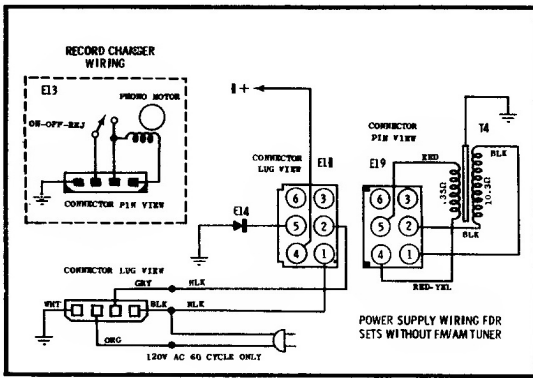 RECORD CHANGER
WIRING
E13
PHONO MOTOR
ON-OFF-REJ
CONNECTOR PIN VIEW
CONNECTOR
LUG VIEW
E18
6 3
5 2
4 1
E14
CONNECTOR
PIN VIEW
E19
6 3
5 2
4 1
T4
RED
BLK
.35Ω
10.3Ω
BLK
RED-YEL
CONNECTOR LUG VIEW
WHT
GRY
BLK
BLK
BLK
ORG
120V AC 60 CYCLE ONLY
POWER SUPPLY WIRING FOR
SETS WITHOUT FM/AM TUNER